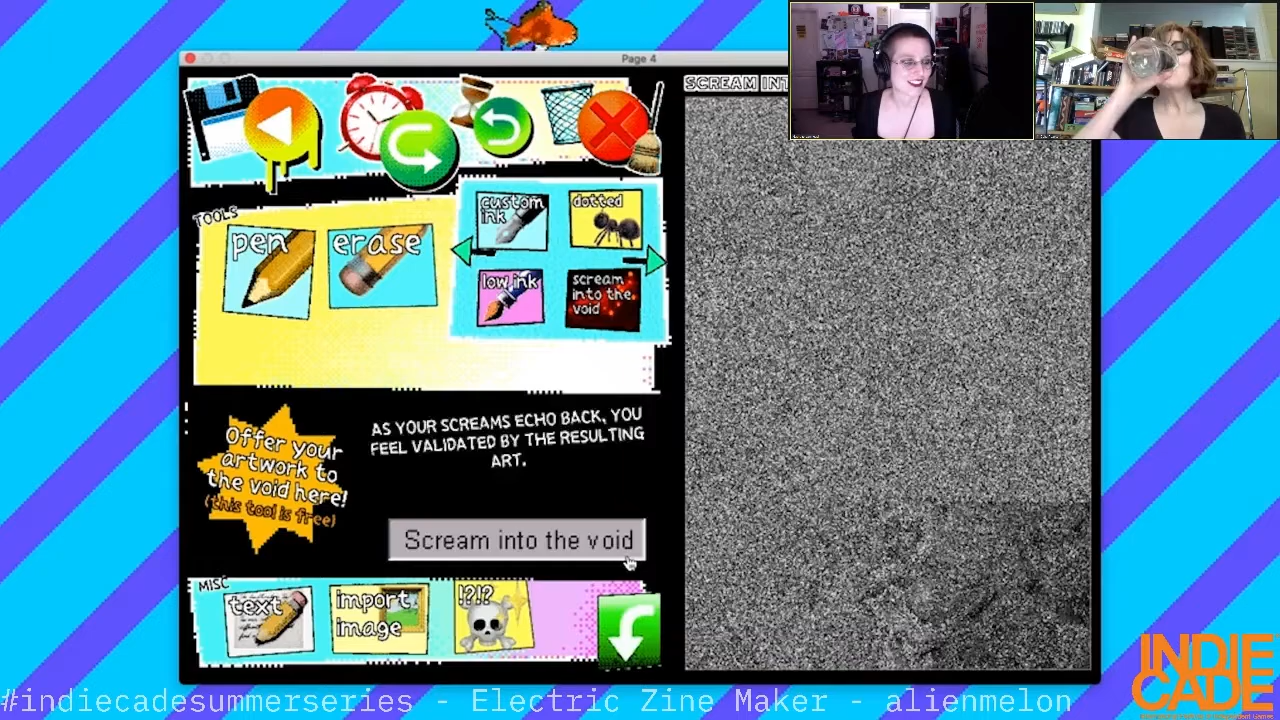 Page 4
SCREAM INT
TOOLS
pen
erase
custom
ink
dotted
low ink
scream
into the
void
AS YOUR SCREAMS ECHO BACK, YOU
FEEL VALIDATED BY THE RESULTING
ART.
Offer your
artwork to
the void here!
(this tool is free)
Scream into the void
MISC
text
import
image
!?!?
INDIE
CADE
#indiecadesummerseries - Electric Zine Maker - alienmelon